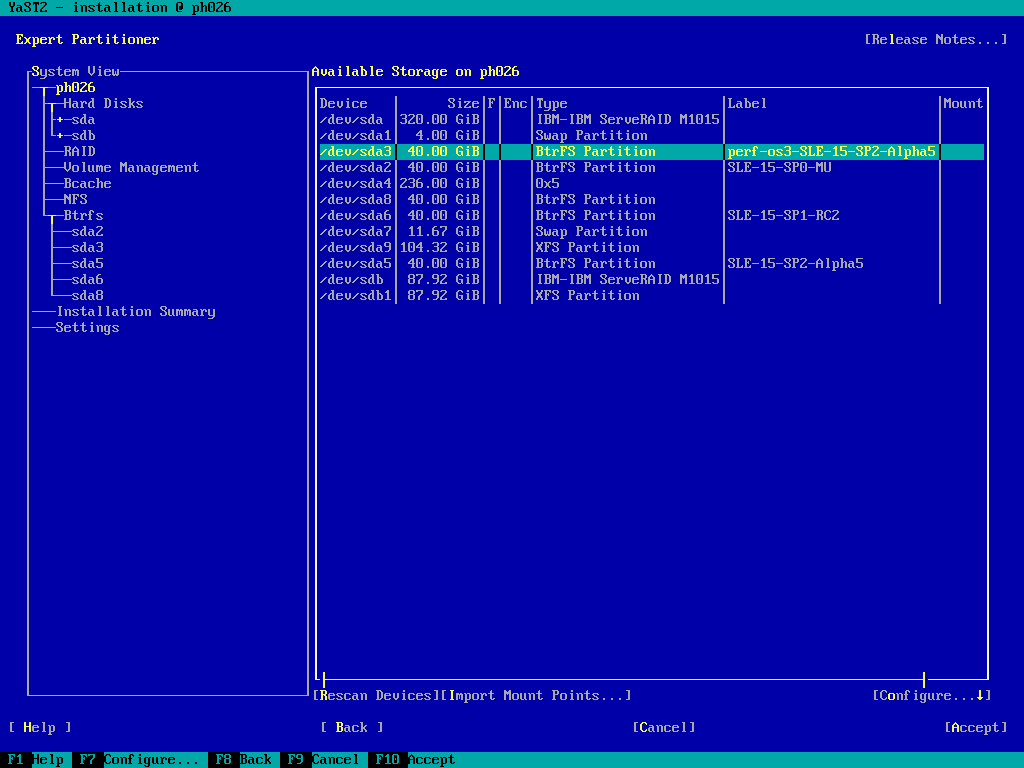 YaST2 - installation @ ph026
Expert Partitioner [Release Notes...]
System View Available Storage on ph026
ph026
Hard Disks Device Size F Enc Type Label Mount
sda /dev/sda 320.00 GiB IBM-IBM ServeRAID M1015
sdb /dev/sda1 4.00 GiB Swap Partition
RAID /dev/sda3 40.00 GiB BtrFS Partition perf-os3-SLE-15-SP2-Alpha5
Volume Management /dev/sda2 40.00 GiB BtrFS Partition SLE-15-SP0-MU
Bcache /dev/sda4 236.00 GiB 0x5
NFS /dev/sda8 40.00 GiB BtrFS Partition
Btrfs /dev/sda6 40.00 GiB BtrFS Partition SLE-15-SP1-RC2
sda2 /dev/sda7 11.67 GiB Swap Partition
sda3 /dev/sda9 104.32 GiB XFS Partition
sda5 /dev/sda5 40.00 GiB BtrFS Partition SLE-15-SP2-Alpha5
sda6 /dev/sdb 87.92 GiB IBM-IBM ServeRAID M1015
sda8 /dev/sdb1 87.92 GiB XFS Partition
Installation Summary
Settings
[Rescan Devices][Import Mount Points...] [Configure...↓]
[ Help ] [ Back ] [Cancel] [Accept]
F1 Help F7 Configure... F8 Back F9 Cancel F10 Accept